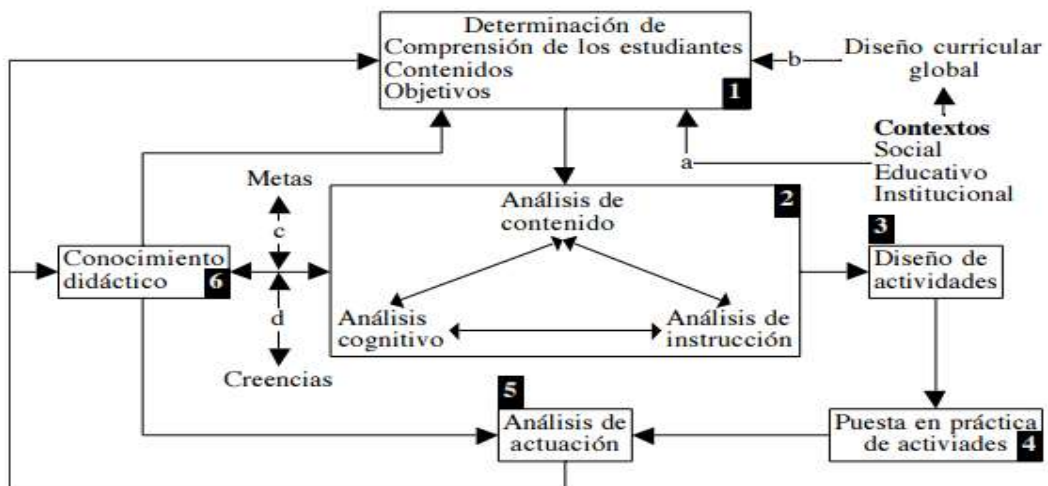 Determinación de
Comprensión de los estudiantes
Contenidos
Objetivos
1
b
Diseño curricular
global
a
Contextos
Social
Educativo
Institucional
Metas
c
Conocimiento
didáctico
6
d
Creencias
2
Análisis de
contenido
Análisis
cognitivo
Análisis de
instrucción
3
Diseño de
actividades
5
Análisis de
actuación
Puesta en práctica
de activiades
4